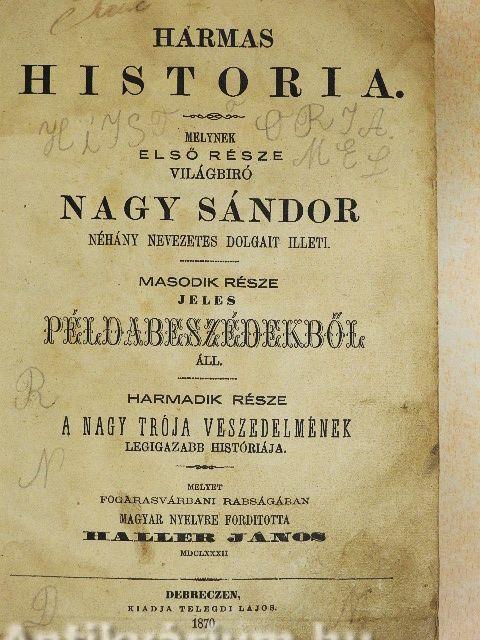 HÁRMAS
HISTORIA.
HISTORIA.
MEL
MELYNEK
ELSŐ RÉSZE
VILÁGBIRÓ
NAGY SÁNDOR
NÉHÁNY NEVEZETES DOLGAIT ILLETI.
MASODIK RÉSZE
JELES
PÉLDABESZÉDEKBŐL
ÁLL.
HARMADIK RÉSZE
R
A NAGY TRÓJA VESZEDELMÉNEK
LEGIGAZABB HISTÓRIÁJA.
N
MELYET
FOGARASVÁRBANI RABSÁGÁBAN
MAGYAR NYELVRE FORDITOTTA
HALLER JÁNOS
MDCLXXXII
D
DEBRECZEN,
KIADJA TELEGDI LAJOS.
1870